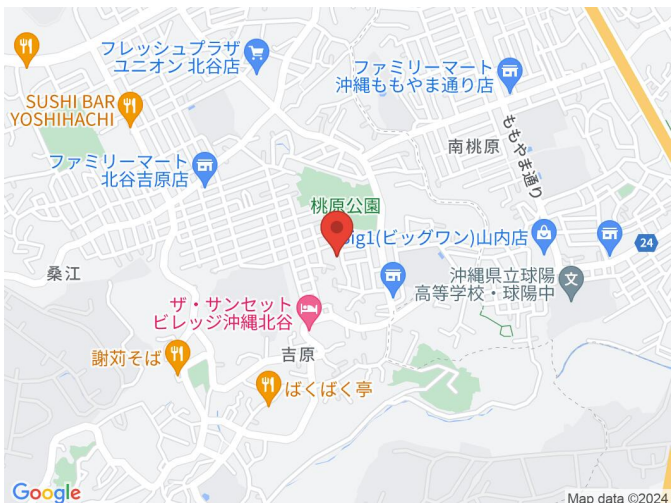 フレッシュプラザ
ユニオン 北谷店
ファミリーマート
沖縄ももやま通り店
SUSHI BAR
YOSHIHACHI
ももやま通り
南桃原
ファミリーマート
北谷吉原店
桃原公園
Big1(ビッグワン)山内店
24
桑江
沖縄県立球陽
高等学校・球陽中
文
ザ・サンセット
ビレッジ沖縄北谷
吉原
謝苅そば
ばくばく亭
Google
Map data ©2024